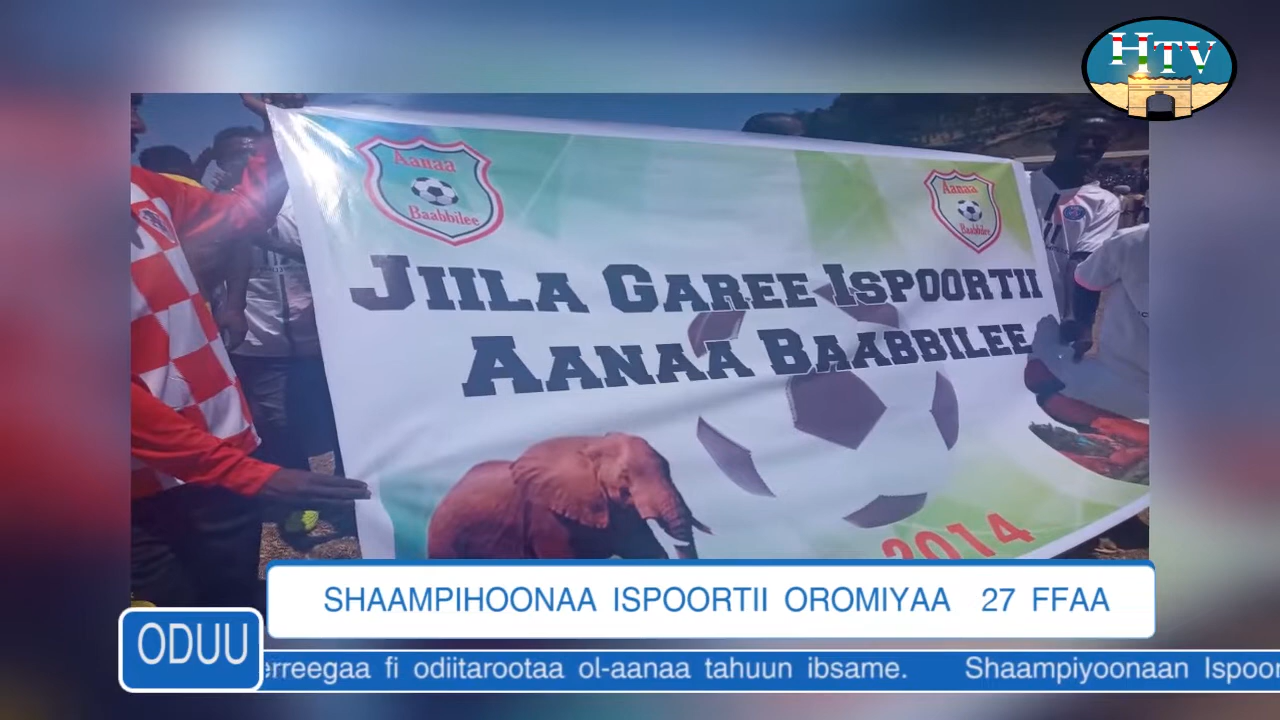 HTV
Aanaa
Baabbilee
Aanaa
Baabbilee
JIILA GAREE ISPOORTII
AANAA BAABBILEE
2014
SHAAMPIHOONAA ISPOORTII OROMIYAA 27 FFAA
ODUU
erreegaa fi odiitarootaa ol-aanaa tahuun ibsame. Shaampiyoonaan Ispoor